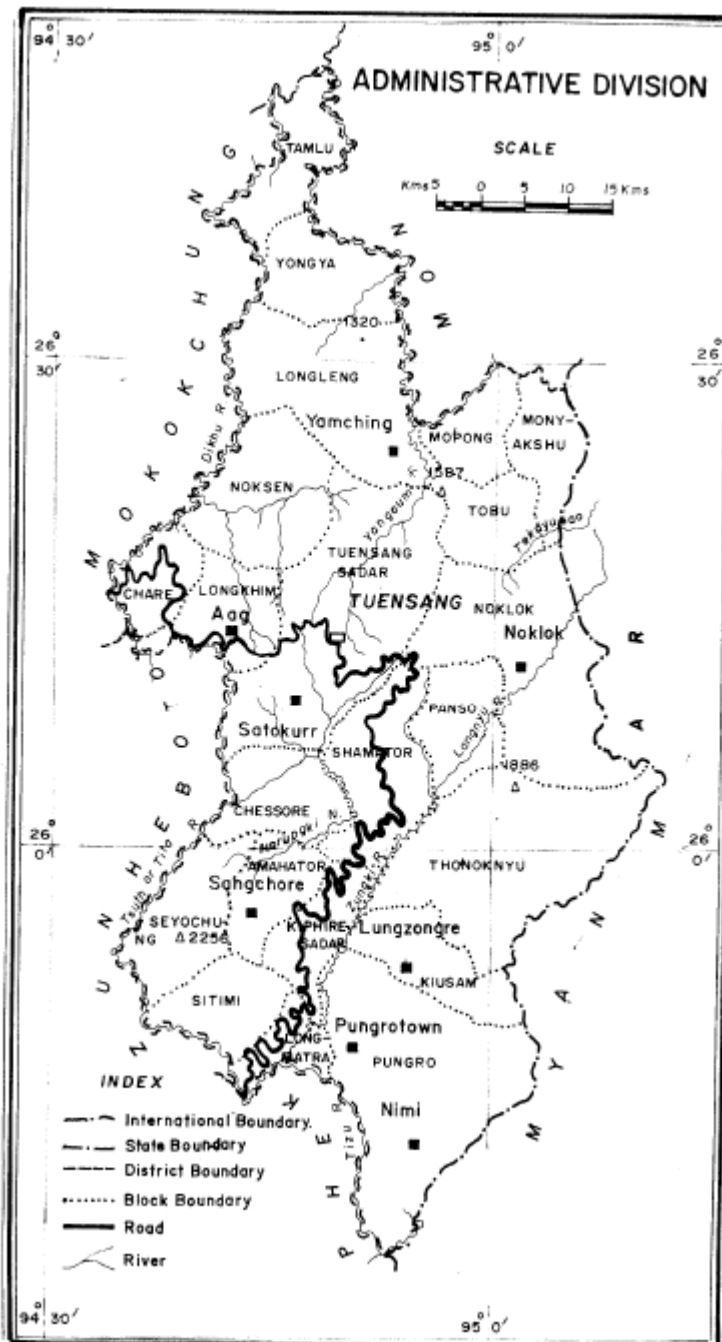 94° 30'
95° 0'
ADMINISTRATIVE DIVISION
SCALE
Kms 5 0 5 10 15 Kms
TAMLU
MOKOKCHUNG
MON
YONGYA
1320
26° 30'
26° 30'
LONGLENG
Dikhu R
Yamching
MOPONG
MONY-
AKSHU
1587
NOKSEN
TOBU
TUENSANG
SADAR
CHARE
LONGKHIM
TUENSANG
NOKLOK
Aag
Noklok
ZUNHEBOTO
Satokurr
PANSO
Langnyu R.
SHAMATOR
1886
CHESSORE
26° 0'
26° 0'
AMAHATOR
THONOKNYU
Sahgchore
Zungki R.
SEYOCHU-
NG
2256
KIPHIRE
SADAR
Lungzongre
KIUSAM
SITIMI
LONG-
MATRA
Pungrotown
PUNGRO
Nimi
Tizu R
PHEK
MYANMAR
INDEX
International Boundary.
State Boundary
District Boundary
Block Boundary
Road
River
94° 30'
95° 0'